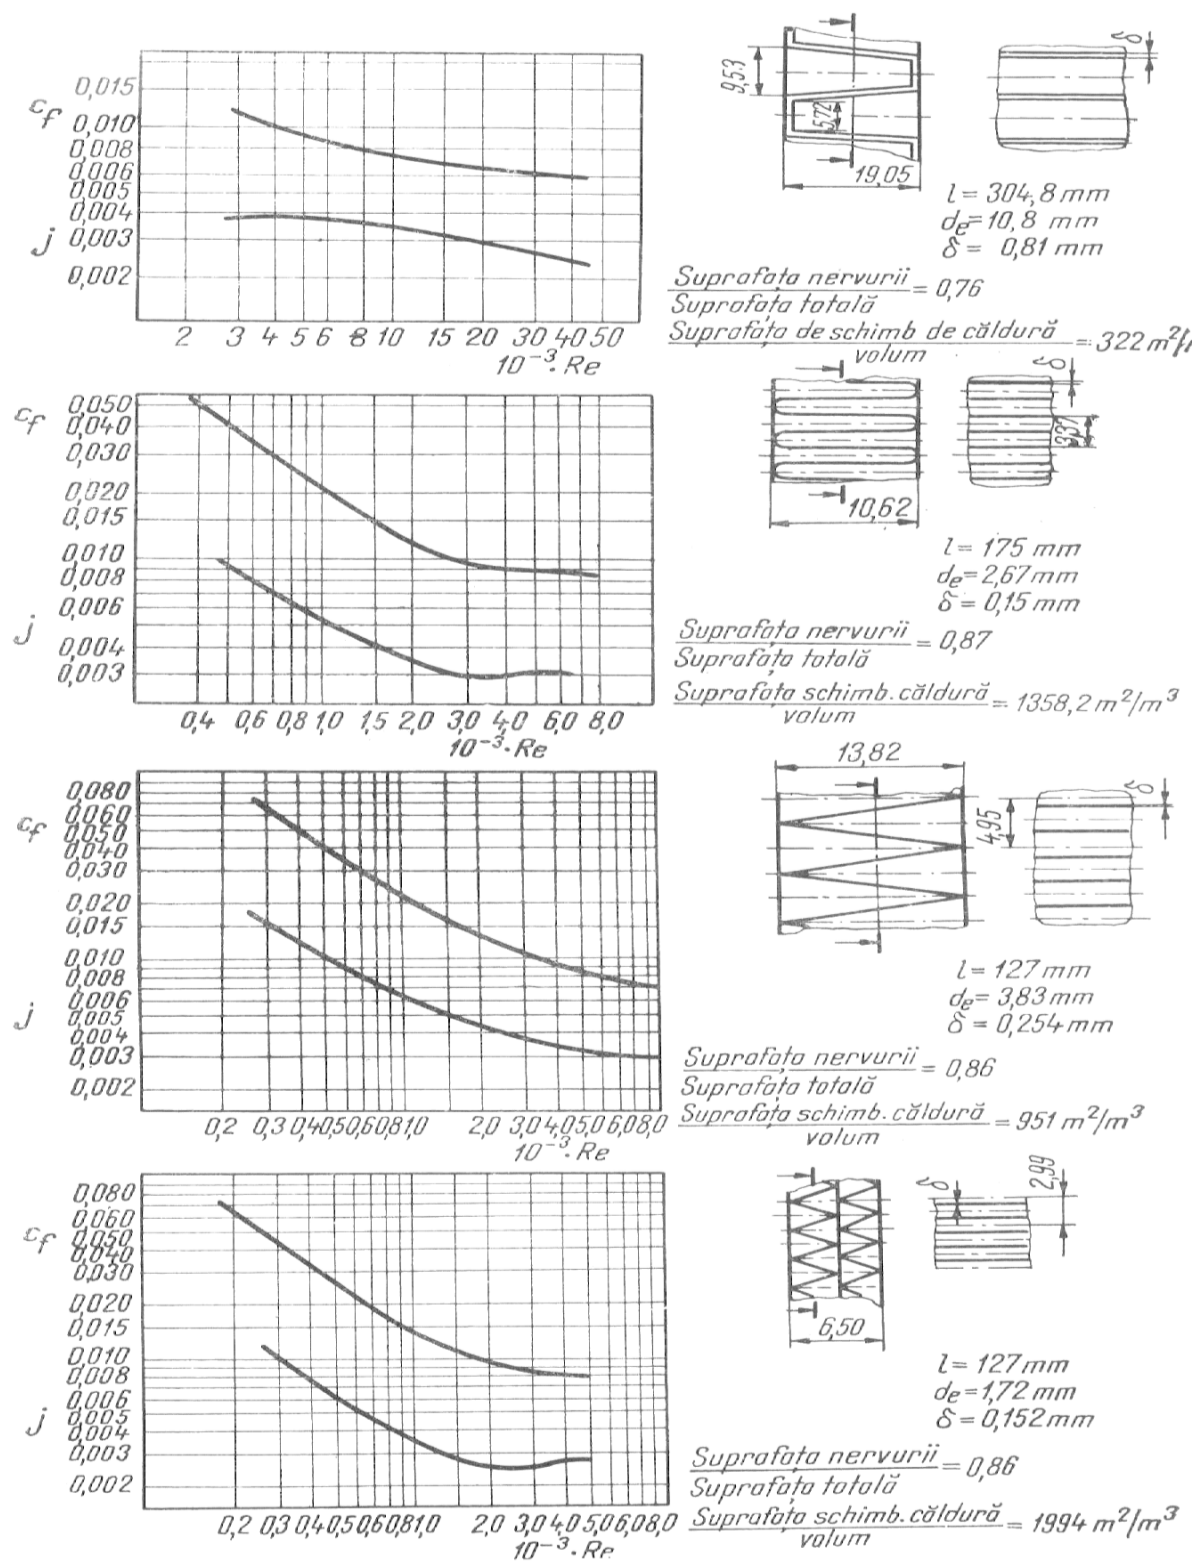 0,015
c_f
0,010
0,008
0,006
0,005
0,004
j
0,003
0,002
2 3 4 5 6 8 10 15 20 30 40 50
10⁻³·Re
9,53
5,72
19,05
δ
l = 304,8 mm
dₑ = 10,8 mm
δ = 0,81 mm
Suprafața nervurii
Suprafața totală
= 0,76
Suprafața de schimb de căldură
volum
= 322 m²/
c_f
0,050
0,040
0,030
0,020
0,015
0,010
0,008
0,006
j
0,004
0,003
0,4 0,6 0,8 1,0 1,5 2,0 3,0 4,0 6,0 8,0
10⁻³·Re
10,62
δ
3,37
l = 175 mm
dₑ = 2,67 mm
δ = 0,15 mm
Suprafața nervurii
Suprafața totală
= 0,87
Suprafața schimb. căldură
volum
= 1358,2 m²/m³
0,080
0,060
c_f
0,050
0,040
0,030
0,020
0,015
0,010
0,008
0,006
j
0,005
0,004
0,003
0,002
0,2 0,3 0,4 0,5 0,6 0,8 1,0 2,0 3,0 4,0 5,0 6,0 8,0
10⁻³·Re
13,82
4,95
δ
l = 127 mm
dₑ = 3,83 mm
δ = 0,254 mm
Suprafața nervurii
Suprafața totală
= 0,86
Suprafața schimb. căldură
volum
= 951 m²/m³
0,080
0,060
c_f
0,050
0,040
0,030
0,020
0,015
0,010
0,008
0,006
0,005
j
0,004
0,003
0,002
0,2 0,3 0,4 0,5 0,6 0,8 1,0 2,0 3,0 4,0 5,0 6,0 8,0
10⁻³·Re
6,50
δ
2,99
l = 127 mm
dₑ = 1,72 mm
δ = 0,152 mm
Suprafața nervurii
Suprafața totală
= 0,86
Suprafața schimb. căldură
volum
= 1994 m²/m³